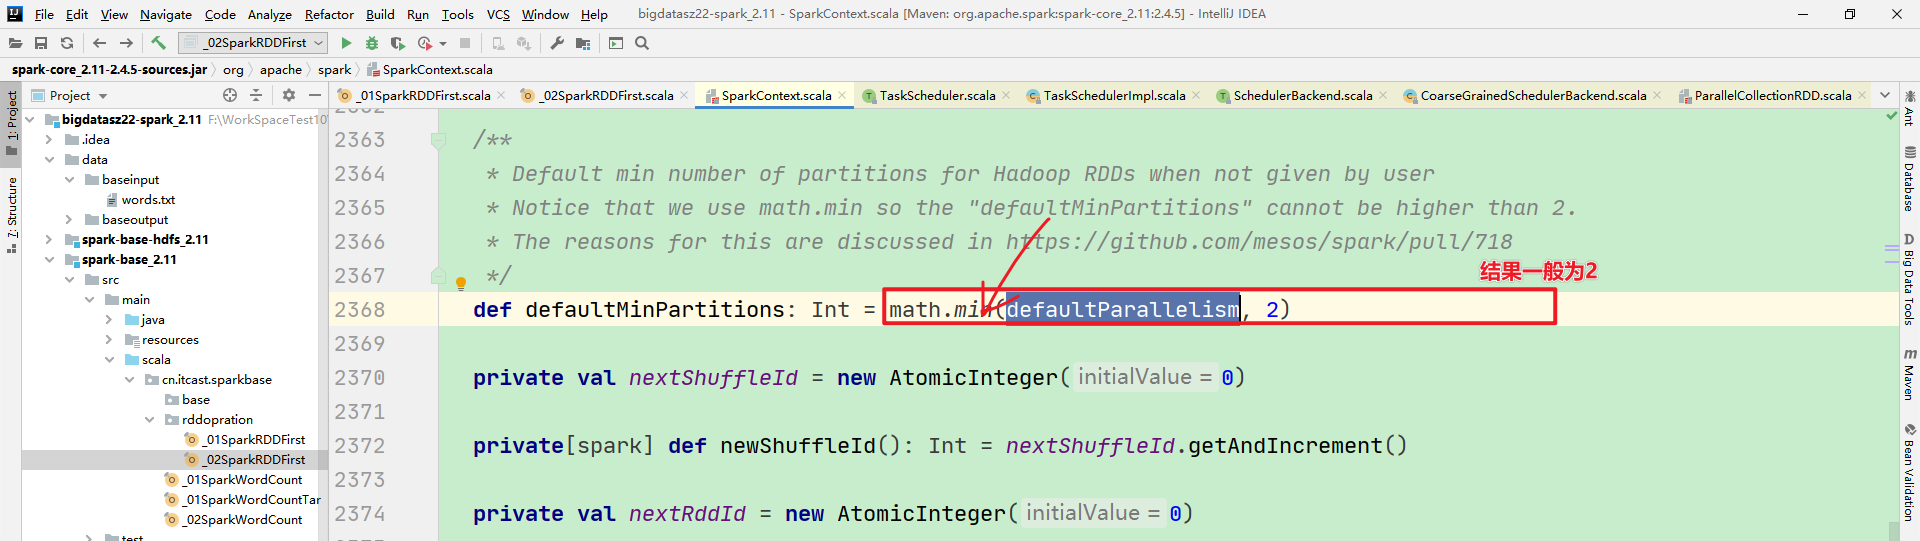 File Edit View Navigate Code Analyze Refactor Build Run Tools VCS Window Help bigdatasz22-spark_2.11 - SparkContext.scala [Maven: org.apache.spark:spark-core_2.11:2.4.5] - IntelliJ IDEA
_02SparkRDDFirst
spark-core_2.11-2.4.5-sources.jar org apache spark SparkContext.scala
Project _01SparkRDDFirst.scala _02SparkRDDFirst.scala SparkContext.scala TaskScheduler.scala TaskSchedulerImpl.scala SchedulerBackend.scala CoarseGrainedSchedulerBackend.scala ParallelCollectionRDD.scala
1: Project
7: Structure
bigdatasz22-spark_2.11 F:\WorkSpaceTest10
.idea
data
baseinput
words.txt
baseoutput
spark-base-hdfs_2.11
spark-base_2.11
src
main
java
resources
scala
cn.itcast.sparkbase
base
rddopration
_01SparkRDDFirst
_02SparkRDDFirst
_01SparkWordCount
_01SparkWordCountTar
_02SparkWordCount
test
2362
2363 /**
2364 * Default min number of partitions for Hadoop RDDs when not given by user
2365 * Notice that we use math.min so the "defaultMinPartitions" cannot be higher than 2.
2366 * The reasons for this are discussed in https://github.com/mesos/spark/pull/718
2367 */
结果一般为2
2368 def defaultMinPartitions: Int = math.min(defaultParallelism, 2)
2369
2370 private val nextShuffleId = new AtomicInteger( initialValue = 0)
2371
2372 private[spark] def newShuffleId(): Int = nextShuffleId.getAndIncrement()
2373
2374 private val nextRddId = new AtomicInteger( initialValue = 0)
Ant
Database
Big Data Tools
Maven
Bean Validation